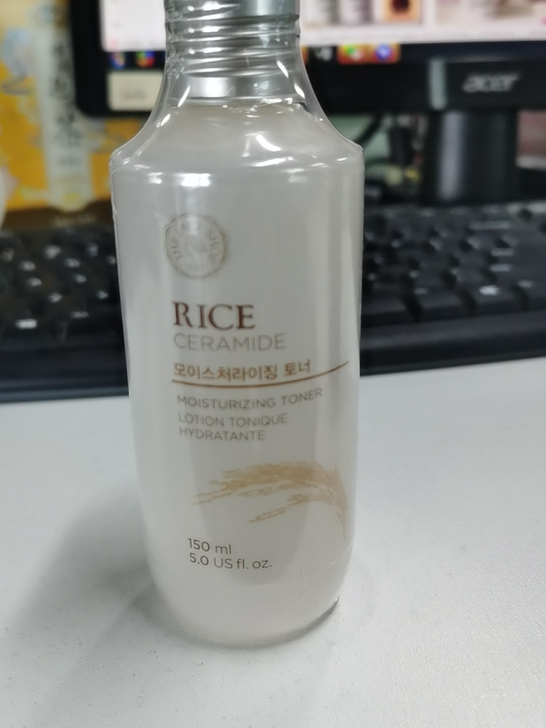 acer
RICE
CERAMIDE
모이스처라이징 토너
MOISTURIZING TONER
LOTION TONIQUE
HYDRATANTE
150 ml
5.0 US fl. oz.